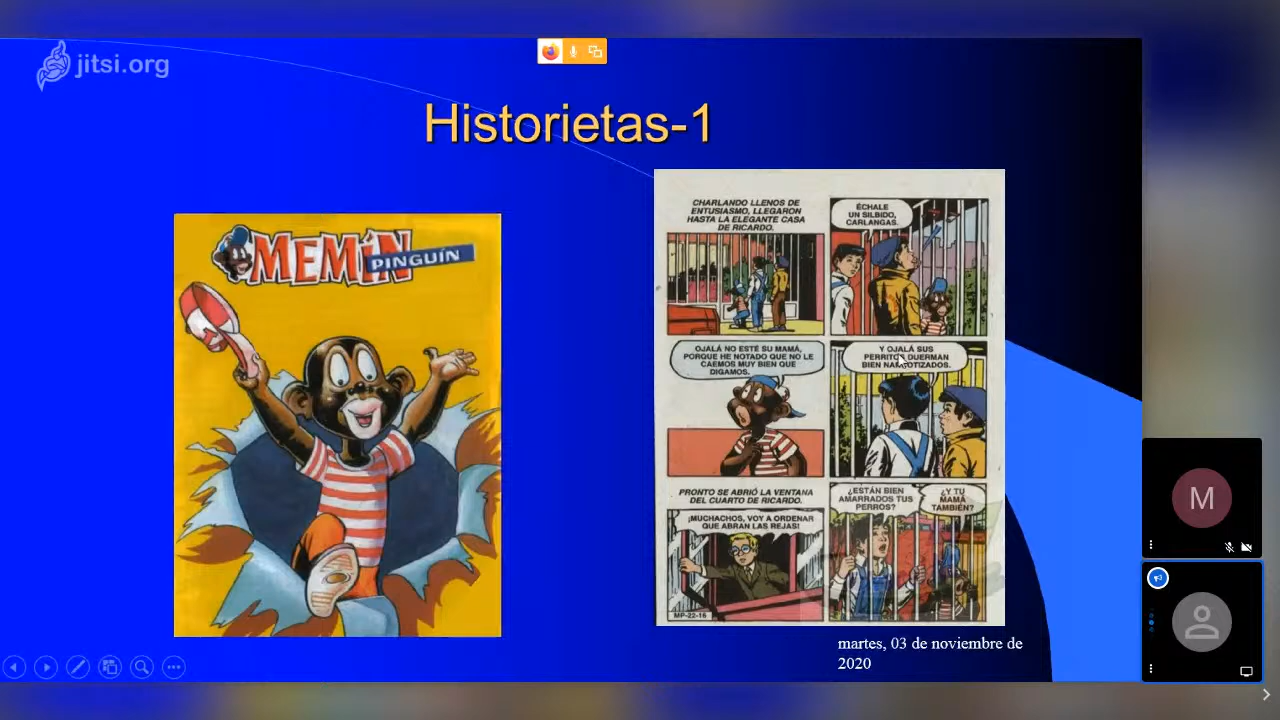 jitsi.org
Historietas-1
MEMÍN
PINGUÍN
CHARLANDO LLENOS DE
ENTUSIASMO, LLEGARON
HASTA LA ELEGANTE CASA
DE RICARDO.
ÉCHALE
UN SILBIDO,
CARLANGAS.
OJALÁ NO ESTÉ SU MAMÁ,
PORQUE HE NOTADO QUE NO LE
CAEMOS MUY BIEN QUE
DIGAMOS.
Y OJALÁ SUS
PERRITOS DUERMAN
BIEN NARCOTIZADOS.
PRONTO SE ABRIÓ LA VENTANA
DEL CUARTO DE RICARDO.
¡MUCHACHOS, VOY A ORDENAR
QUE ABRAN LAS REJAS!
MP-22-16
¿ESTÁN BIEN
AMARRADOS TUS
PERROS?
¿Y TU
MAMÁ
TAMBIÉN?
martes, 03 de noviembre de
2020
M